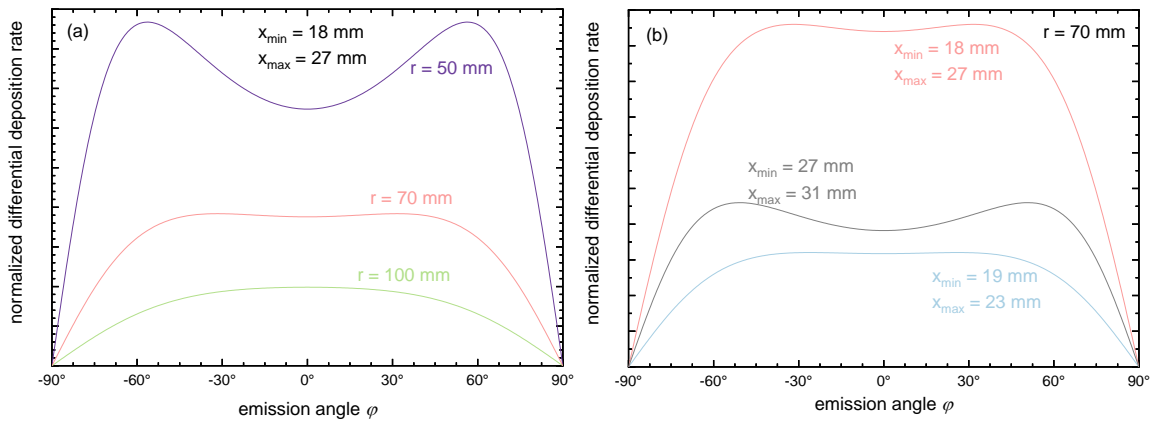 (a)
x_min = 18 mm
x_max = 27 mm
r = 50 mm
r = 70 mm
r = 100 mm
normalized differential deposition rate
-90° -60° -30° 0° 30° 60° 90°
emission angle φ
(b)
r = 70 mm
x_min = 18 mm
x_max = 27 mm
x_min = 27 mm
x_max = 31 mm
x_min = 19 mm
x_max = 23 mm
normalized differential deposition rate
-90° -60° -30° 0° 30° 60° 90°
emission angle φ